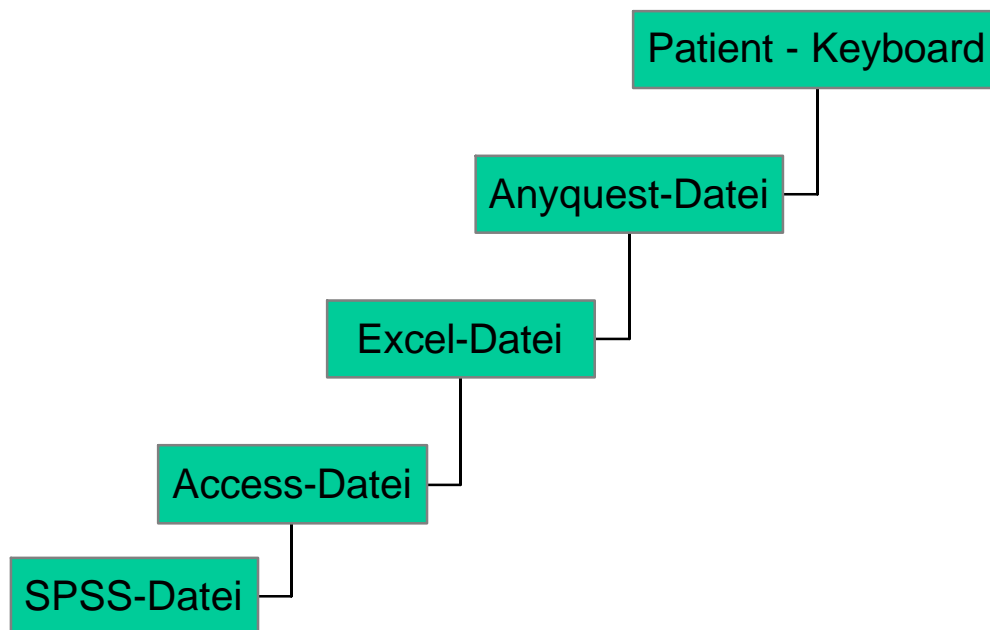 Patient - Keyboard
Anyquest-Datei
Excel-Datei
Access-Datei
SPSS-Datei